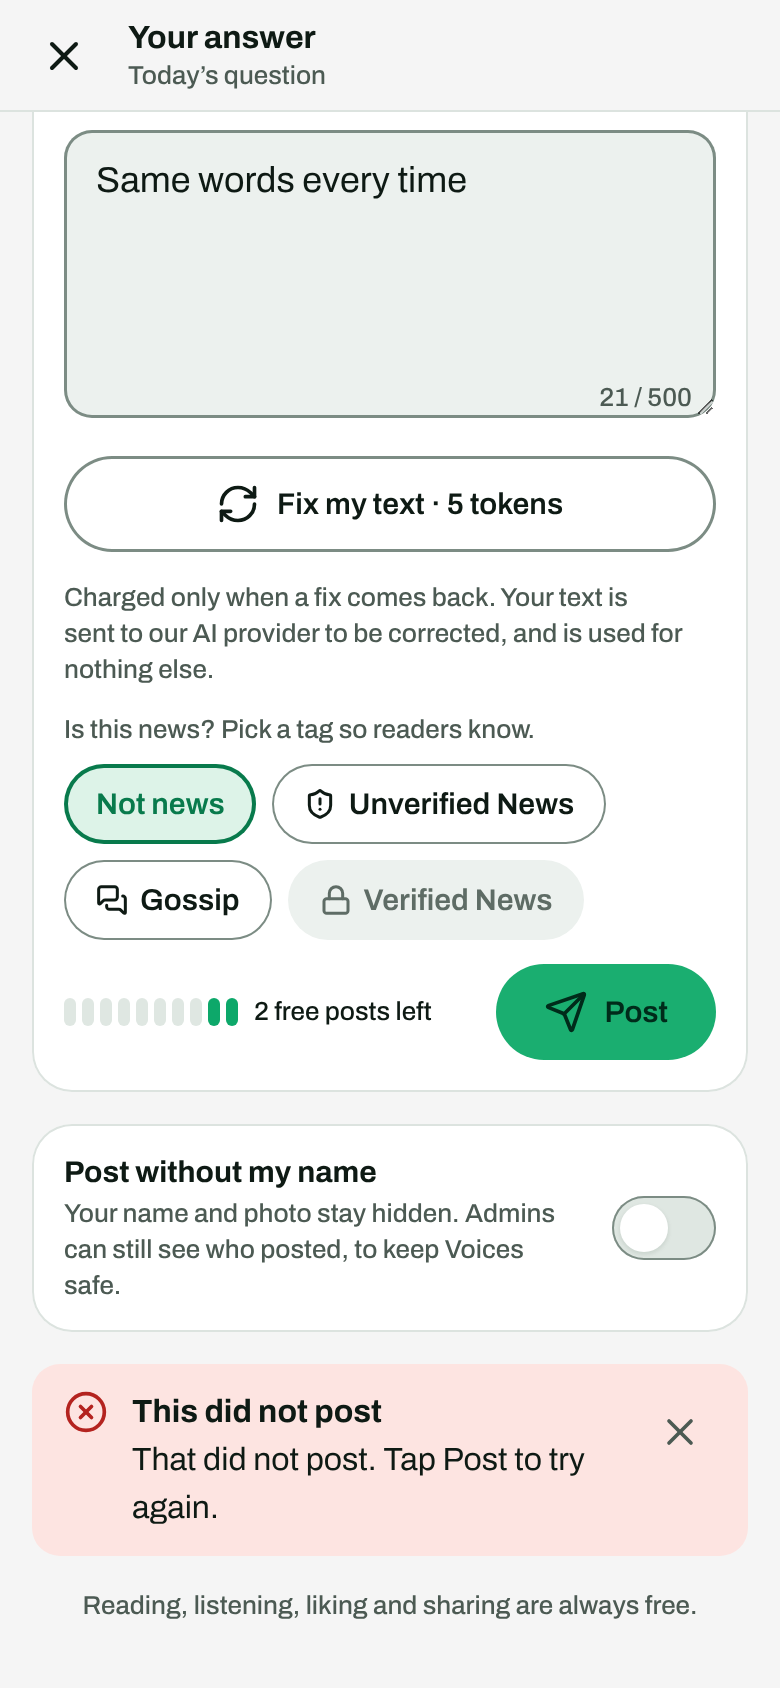 Your answer
Today’s question
Same words every time
21 / 500
Fix my text · 5 tokens
Charged only when a fix comes back. Your text is
sent to our AI provider to be corrected, and is used for
nothing else.
Is this news? Pick a tag so readers know.
Not news
Unverified News
Gossip
Verified News
2 free posts left
Post
Post without my name
Your name and photo stay hidden. Admins
can still see who posted, to keep Voices
safe.
This did not post
That did not post. Tap Post to try
again.
Reading, listening, liking and sharing are always free.